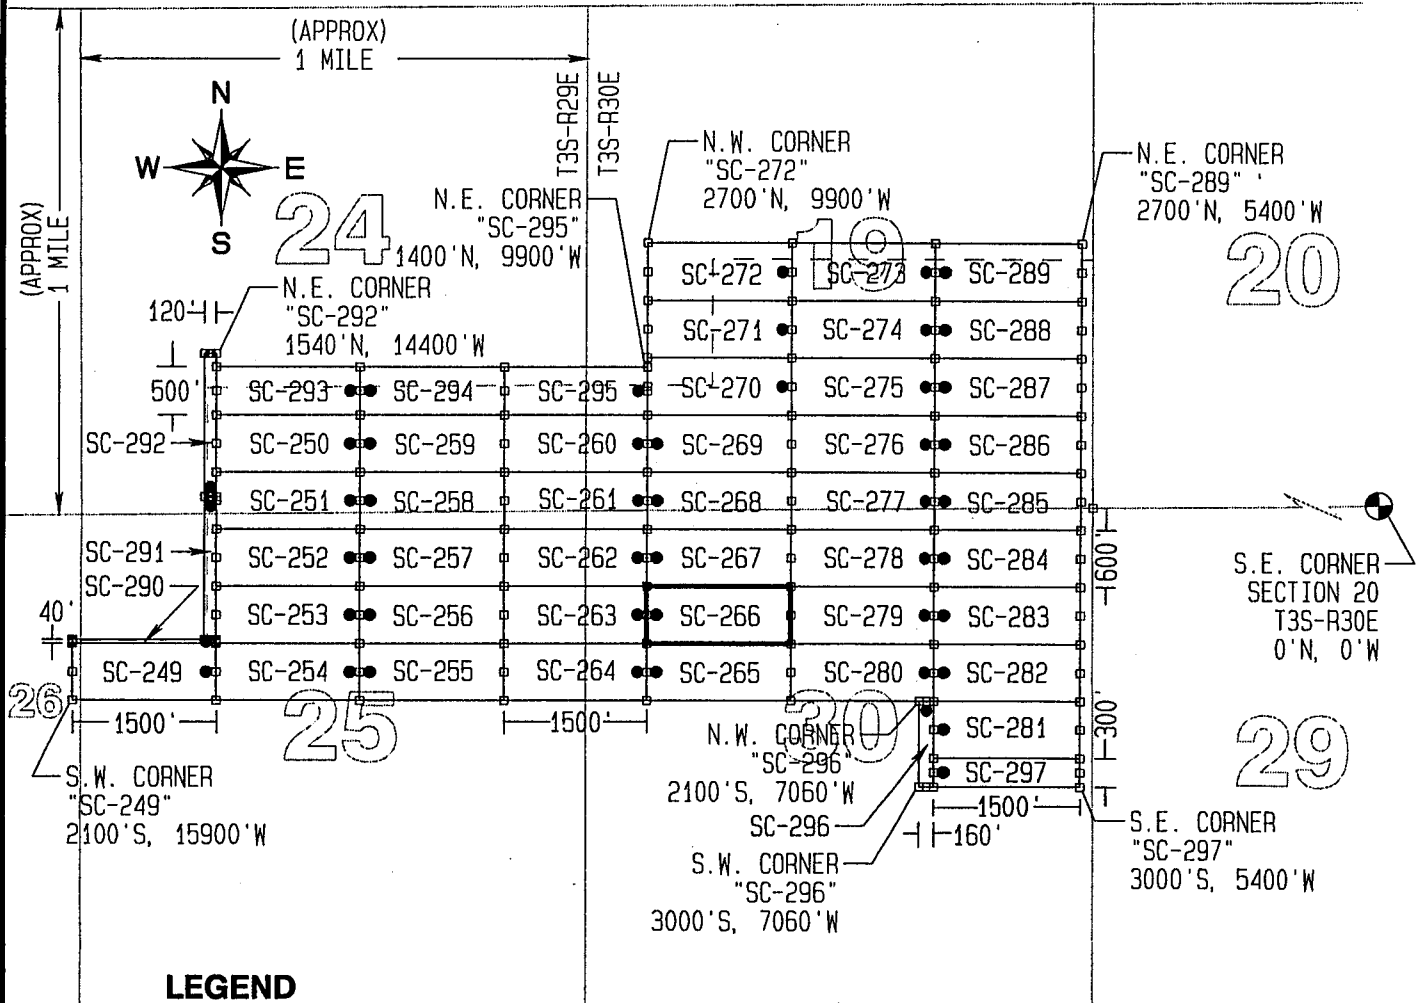 (APPROX)
1 MILE
(APPROX)
1 MILE
N
W
E
S
T3S-R29E
T3S-R30E
24
19
20
N.W. CORNER
"SC-272"
2700'N, 9900'W
N.E. CORNER
"SC-289"
2700'N, 5400'W
N.E. CORNER
"SC-295"
1400'N, 9900'W
N.E. CORNER
"SC-292"
1540'N, 14400'W
120'
500'
SC-272 SC-273 SC-289
SC-271 SC-274 SC-288
SC-293 SC-294 SC-295 SC-270 SC-275 SC-287
SC-292 SC-250 SC-259 SC-260 SC-269 SC-276 SC-286
SC-251 SC-258 SC-261 SC-268 SC-277 SC-285
SC-291 SC-252 SC-257 SC-262 SC-267 SC-278 SC-284
600'
SC-290
SC-253 SC-256 SC-263 SC-266 SC-279 SC-283
40'
SC-249 SC-254 SC-255 SC-264 SC-265 SC-280 SC-282
S.E. CORNER
SECTION 20
T3S-R30E
0'N, 0'W
26
1500'
25
1500'
30
SC-281
300'
29
SC-297
1500'
160'
N.W. CORNER
"SC-296"
2100'S, 7060'W
SC-296
S.W. CORNER
"SC-249"
2100'S, 15900'W
S.W. CORNER
"SC-296"
3000'S, 7060'W
S.E. CORNER
"SC-297"
3000'S, 5400'W
LEGEND